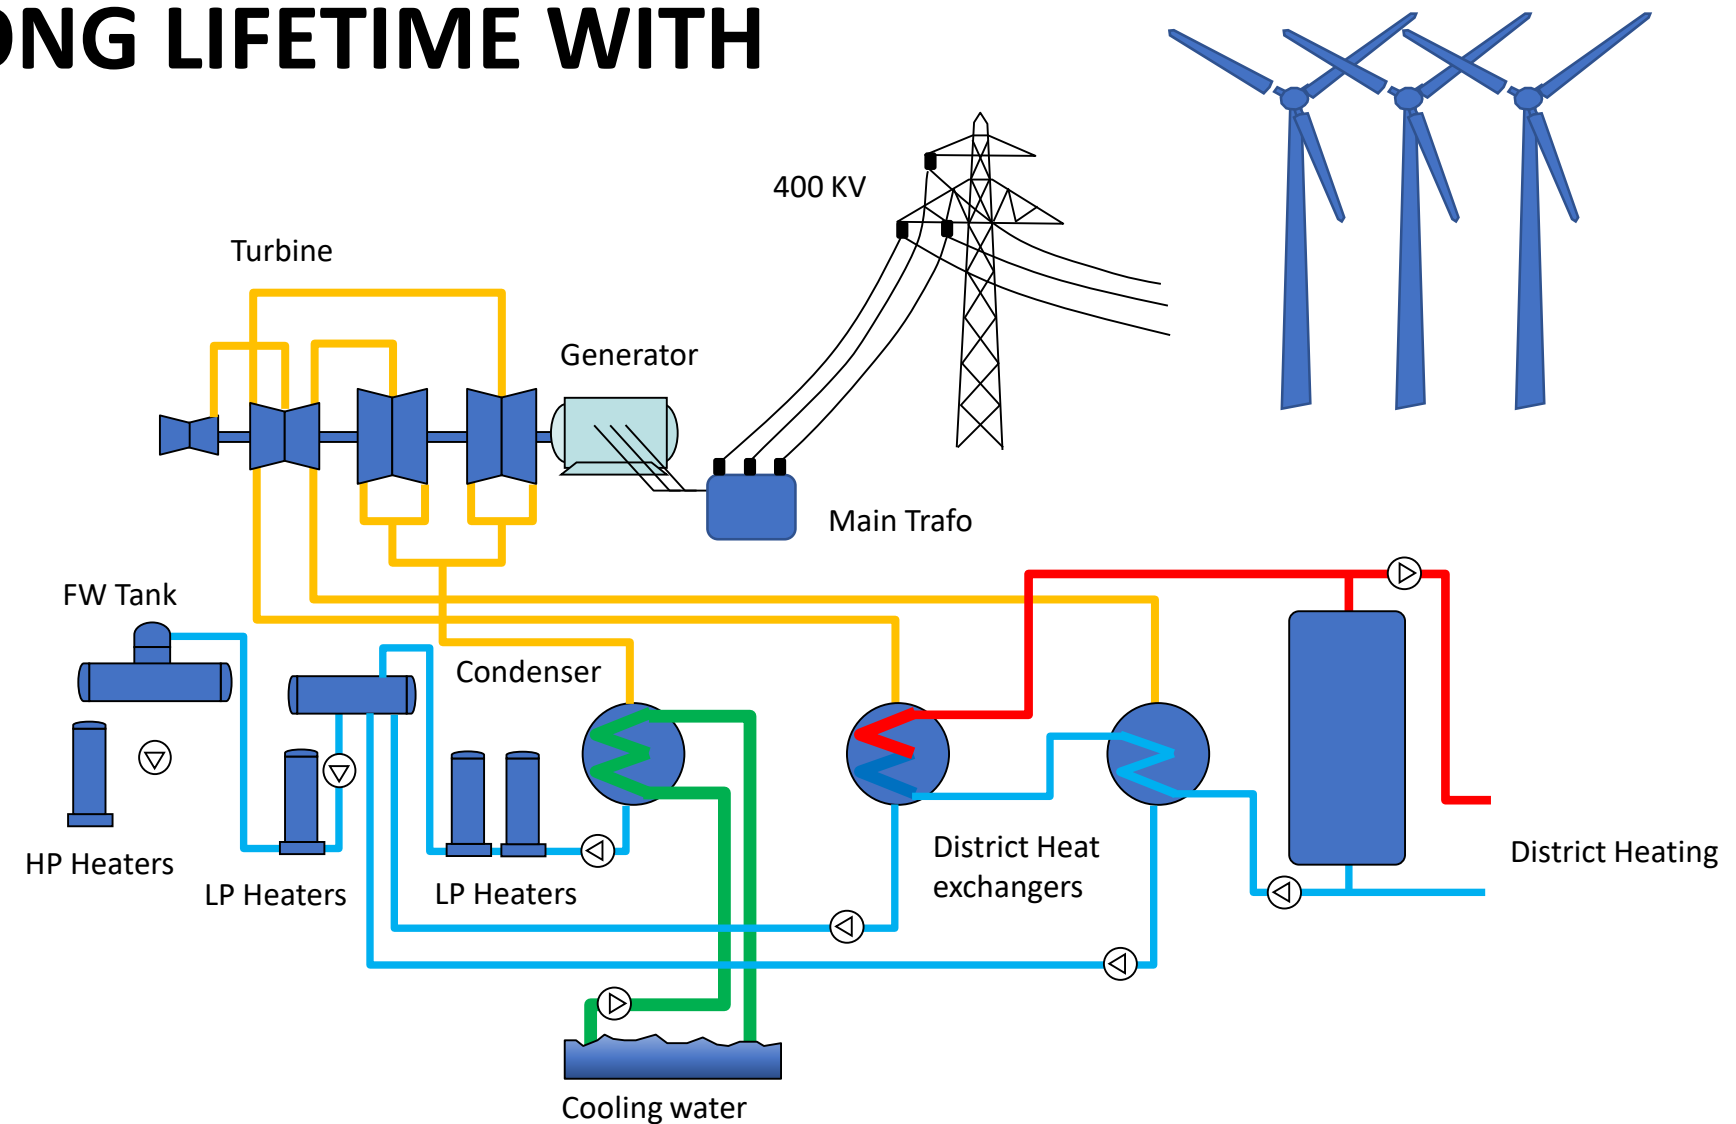 ONG LIFETIME WITH
400 KV
Turbine
Generator
Main Trafo
FW Tank
Condenser
HP Heaters
LP Heaters
LP Heaters
District Heat
exchangers
District Heating
Cooling water